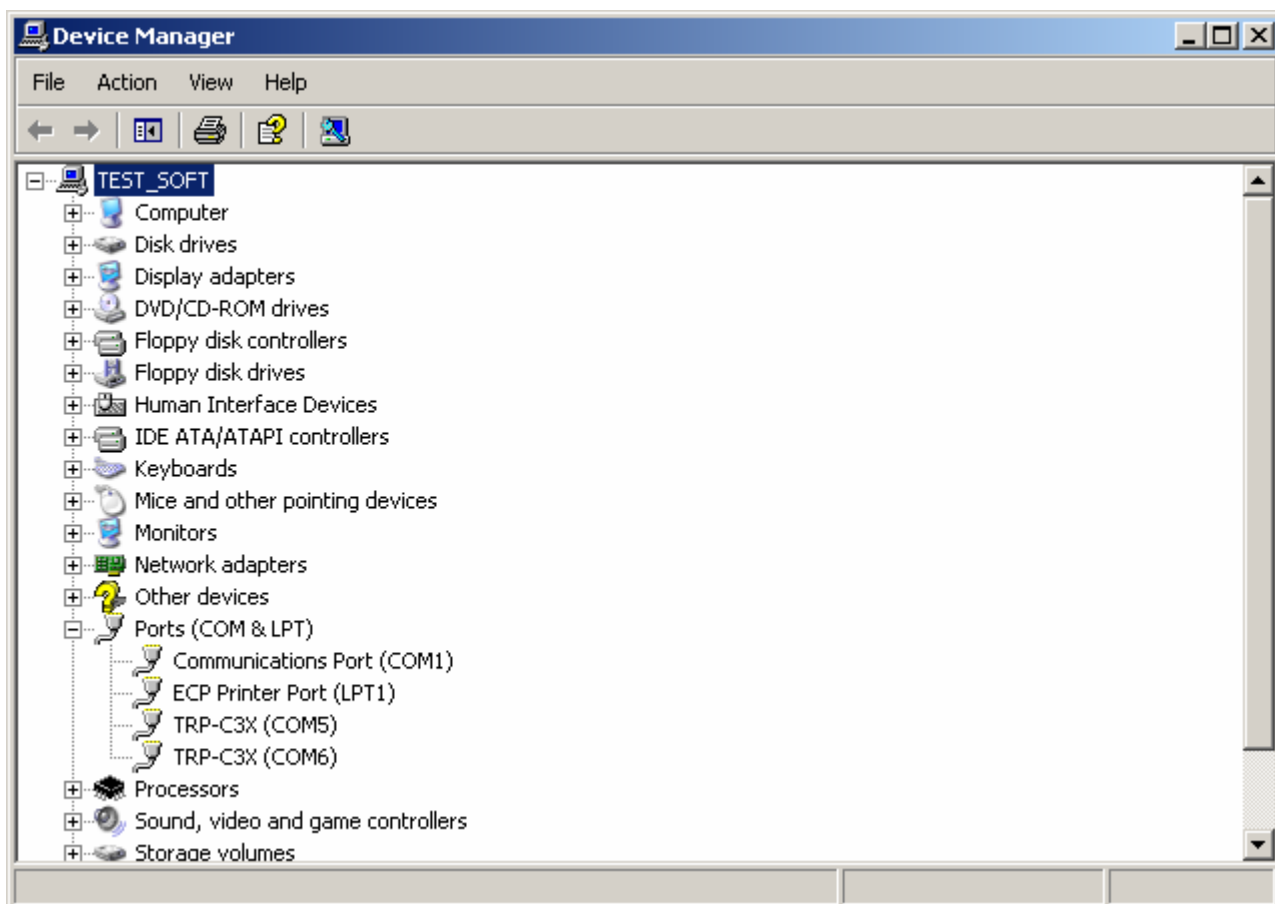 Device Manager
File Action View Help
TEST_SOFT
Computer
Disk drives
Display adapters
DVD/CD-ROM drives
Floppy disk controllers
Floppy disk drives
Human Interface Devices
IDE ATA/ATAPI controllers
Keyboards
Mice and other pointing devices
Monitors
Network adapters
Other devices
Ports (COM & LPT)
Communications Port (COM1)
ECP Printer Port (LPT1)
TRP-C3X (COM5)
TRP-C3X (COM6)
Processors
Sound, video and game controllers
Storage volumes